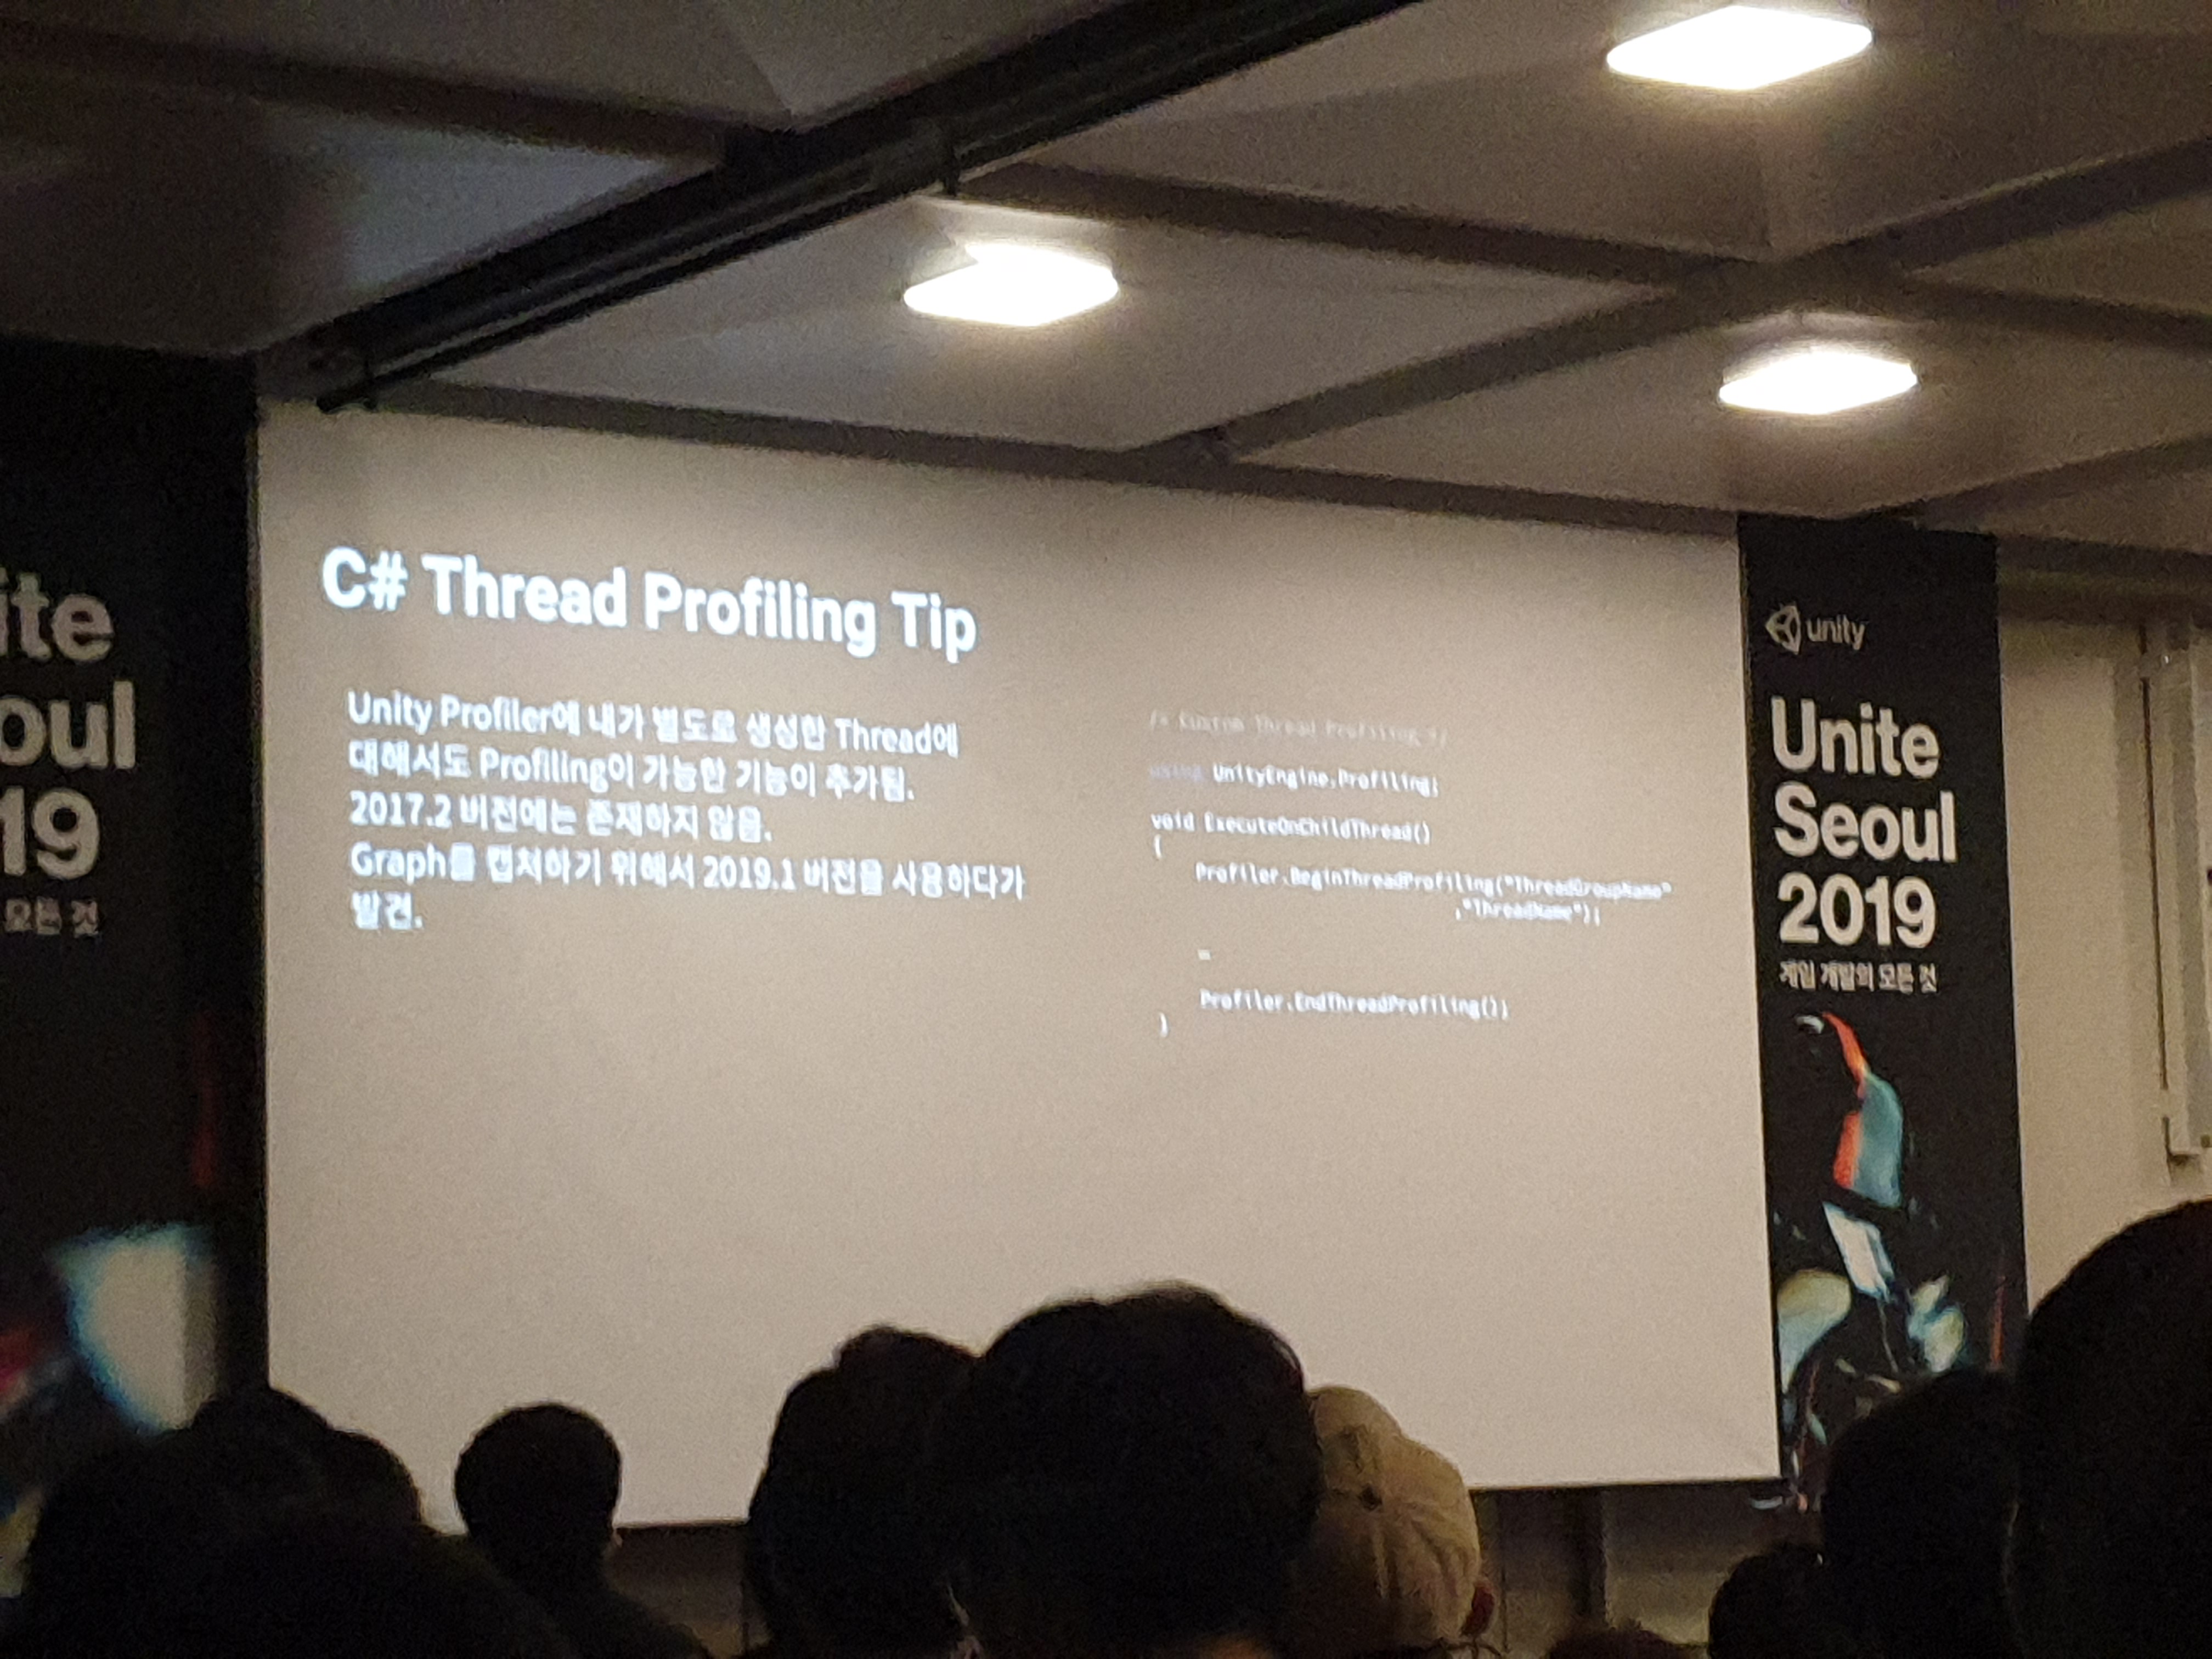 C# Thread Profiling Tip
Unity Profiler에 내가 별도로 생성한 Thread에
대해서도 Profiling이 가능한 기능이 추가됨.
2017.2 버전에는 존재하지 않음.
Graph를 캡처하기 위해서 2019.1 버전을 사용하다가
발견.
/* Custom Thread Profiling */
using UnityEngine.Profiling;
void ExecuteOnChildThread()
{
Profiler.BeginThreadProfiling("ThreadGroupName"
,"ThreadName");
Profiler.EndThreadProfiling();
}
unity
Unite
Seoul
2019
게임 개발의 모든 것
ite
oul
19
모든 것